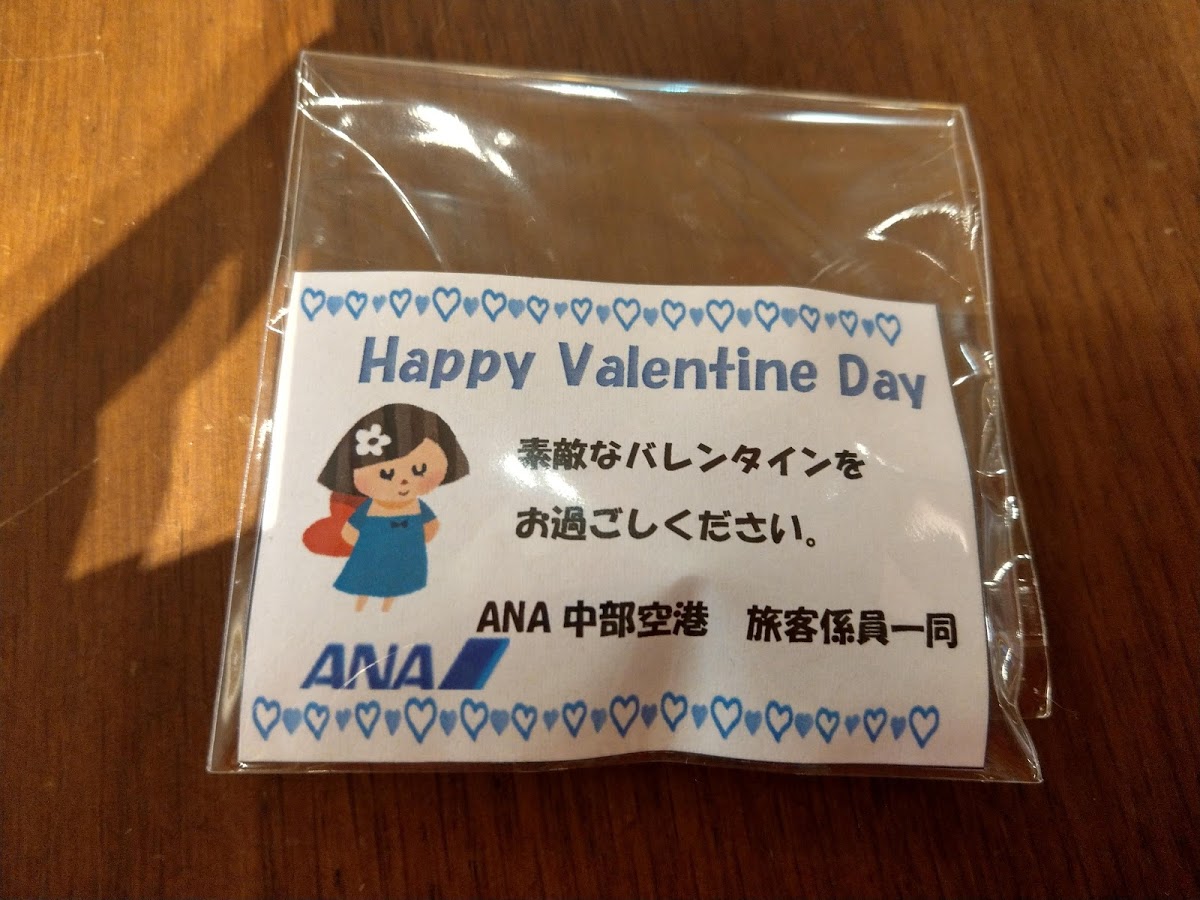 Happy Valentine Day
素敵なバレンタインを
お過ごしください。
ANA 中部空港　旅客係員一同
ANA